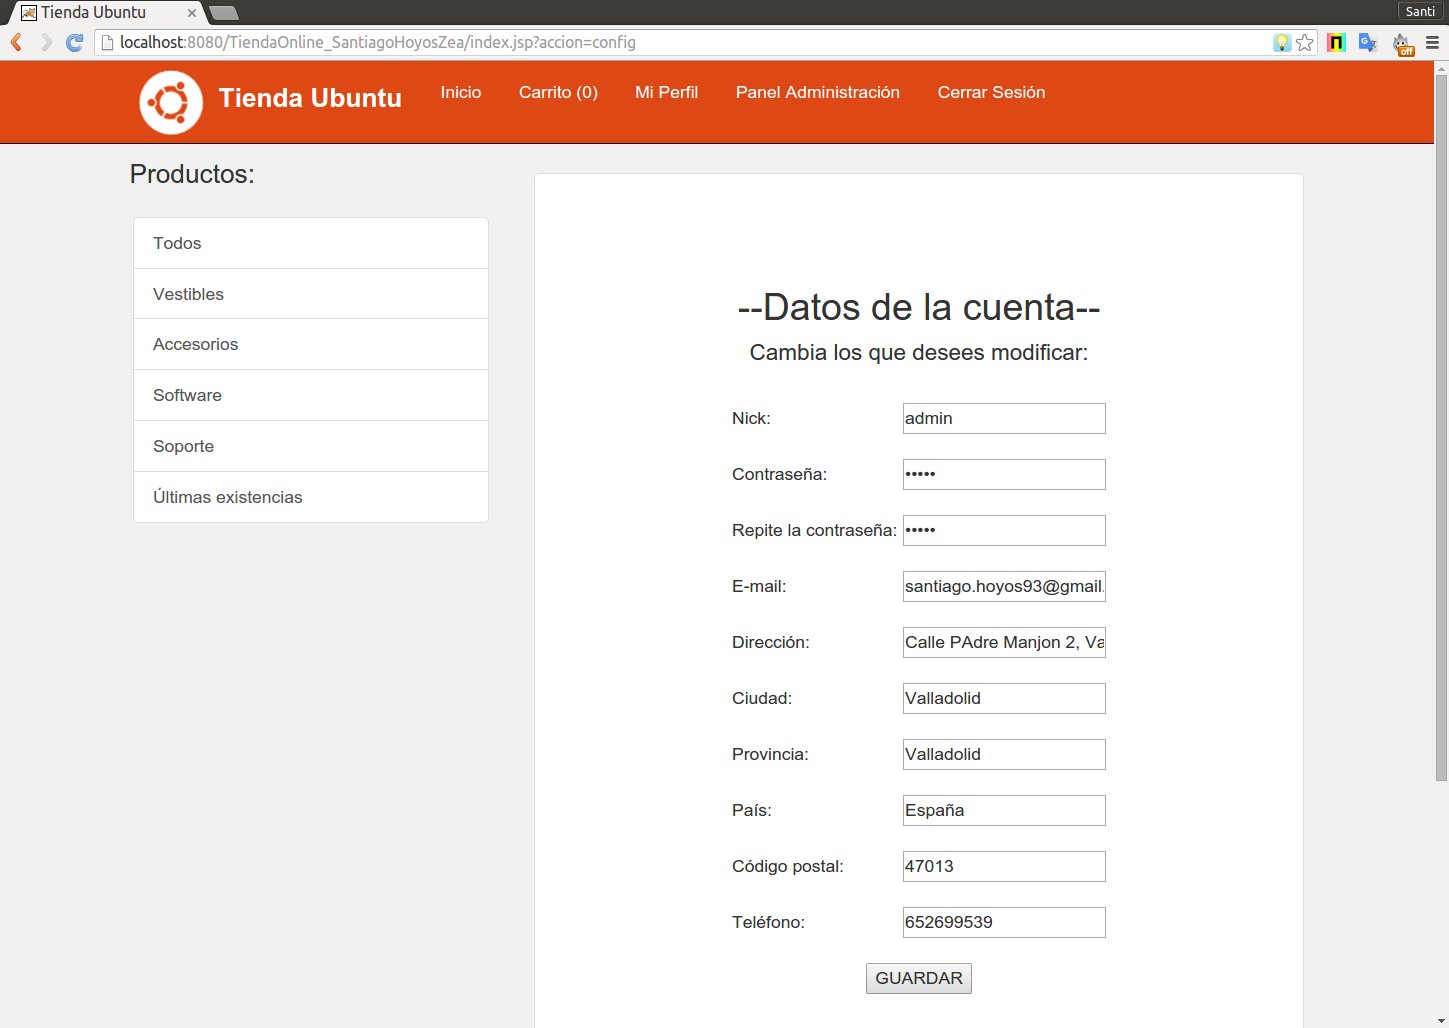 Tienda Ubuntu
Santi
localhost:8080/TiendaOnline_SantiagoHoyosZea/index.jsp?accion=config
off
Tienda Ubuntu Inicio Carrito (0) Mi Perfil Panel Administración Cerrar Sesión
Productos:
Todos
Vestibles
Accesorios
Software
Soporte
Últimas existencias
--Datos de la cuenta--
Cambia los que desees modificar:
Nick: admin
Contraseña: •••••
Repite la contraseña: •••••
E-mail: santiago.hoyos93@gmail.
Dirección: Calle PAdre Manjon 2, Va
Ciudad: Valladolid
Provincia: Valladolid
País: España
Código postal: 47013
Teléfono: 652699539
GUARDAR